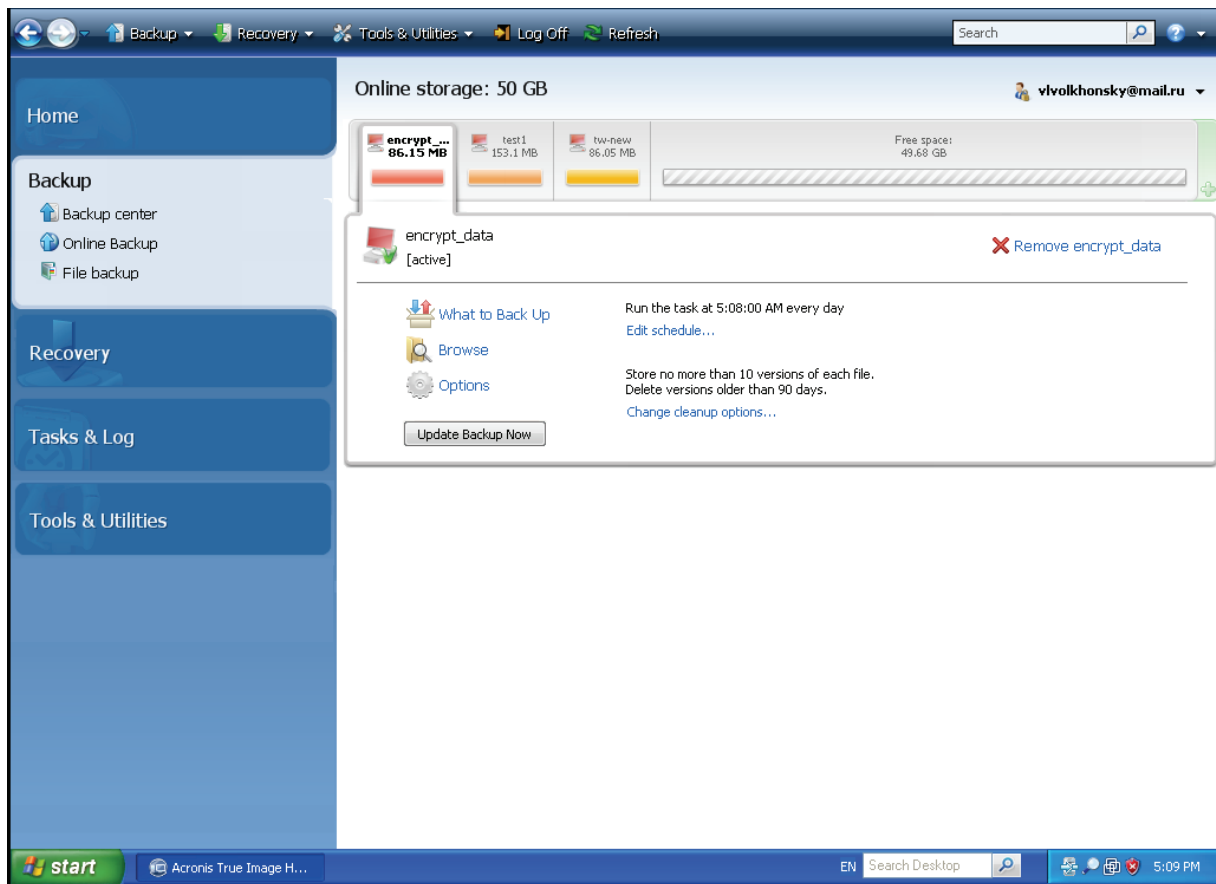 Backup
Recovery
Tools & Utilities
Log Off
Refresh
Search
Home
Backup
Backup center
Online Backup
File backup
Recovery
Tasks & Log
Tools & Utilities
Online storage: 50 GB
vlvolkhonsky@mail.ru
encrypt_...
86.15 MB
test1
153.1 MB
tw-new
86.05 MB
Free space:
49.68 GB
encrypt_data
[active]
Remove encrypt_data
What to Back Up
Browse
Options
Update Backup Now
Run the task at 5:08:00 AM every day
Edit schedule...
Store no more than 10 versions of each file.
Delete versions older than 90 days.
Change cleanup options...
start
Acronis True Image H...
EN
Search Desktop
5:09 PM